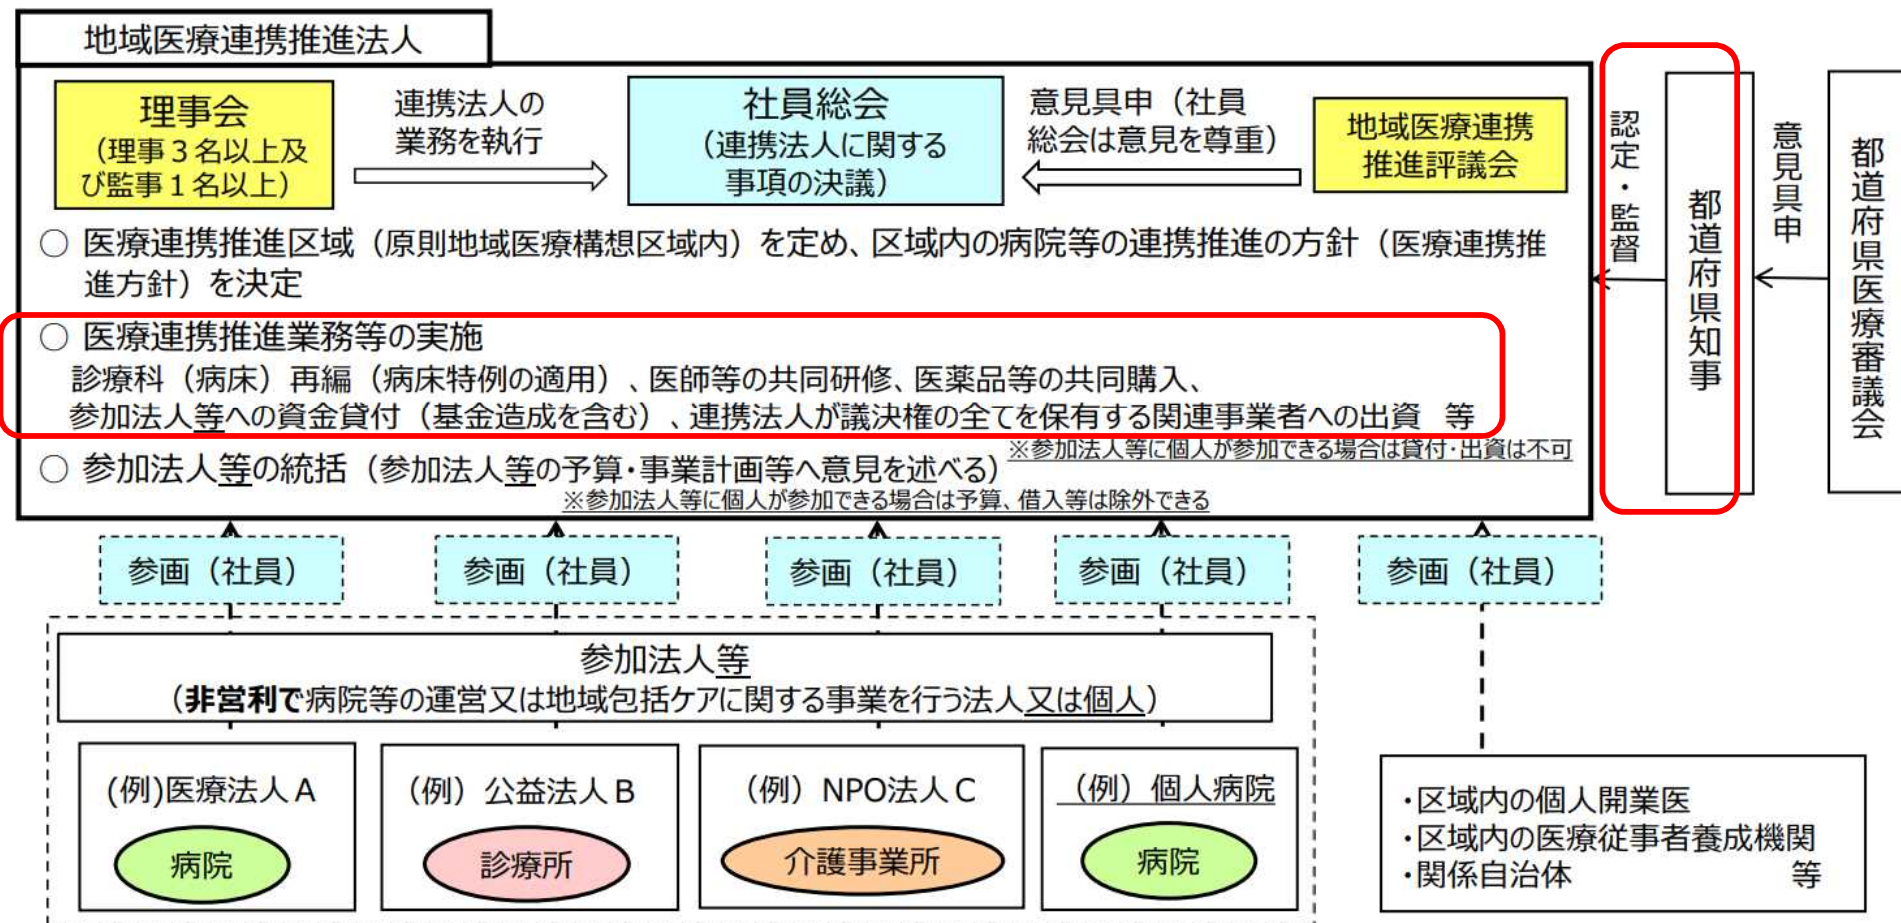 地域医療連携推進法人
理事会
（理事３名以上及
び監事１名以上）
連携法人の
業務を執行
社員総会
（連携法人に関する
事項の決議）
意見具申（社員
総会は意見を尊重）
地域医療連携
推進評議会
認定・監督
都道府県知事
意見具申
都道府県医療審議会
○ 医療連携推進区域（原則地域医療構想区域内）を定め、区域内の病院等の連携推進の方針（医療連携推
進方針）を決定
○ 医療連携推進業務等の実施
診療科（病床）再編（病床特例の適用）、医師等の共同研修、医薬品等の共同購入、
参加法人等への資金貸付（基金造成を含む）、連携法人が議決権の全てを保有する関連事業者への出資 等
※参加法人等に個人が参加できる場合は貸付・出資は不可
○ 参加法人等の統括（参加法人等の予算・事業計画等へ意見を述べる）
※参加法人等に個人が参加できる場合は予算、借入等は除外できる
参画（社員）
参画（社員）
参画（社員）
参画（社員）
参画（社員）
参加法人等
（非営利で病院等の運営又は地域包括ケアに関する事業を行う法人又は個人）
(例)医療法人Ａ
病院
（例）公益法人Ｂ
診療所
（例）NPO法人Ｃ
介護事業所
（例）個人病院
病院
・区域内の個人開業医
・区域内の医療従事者養成機関
・関係自治体 等